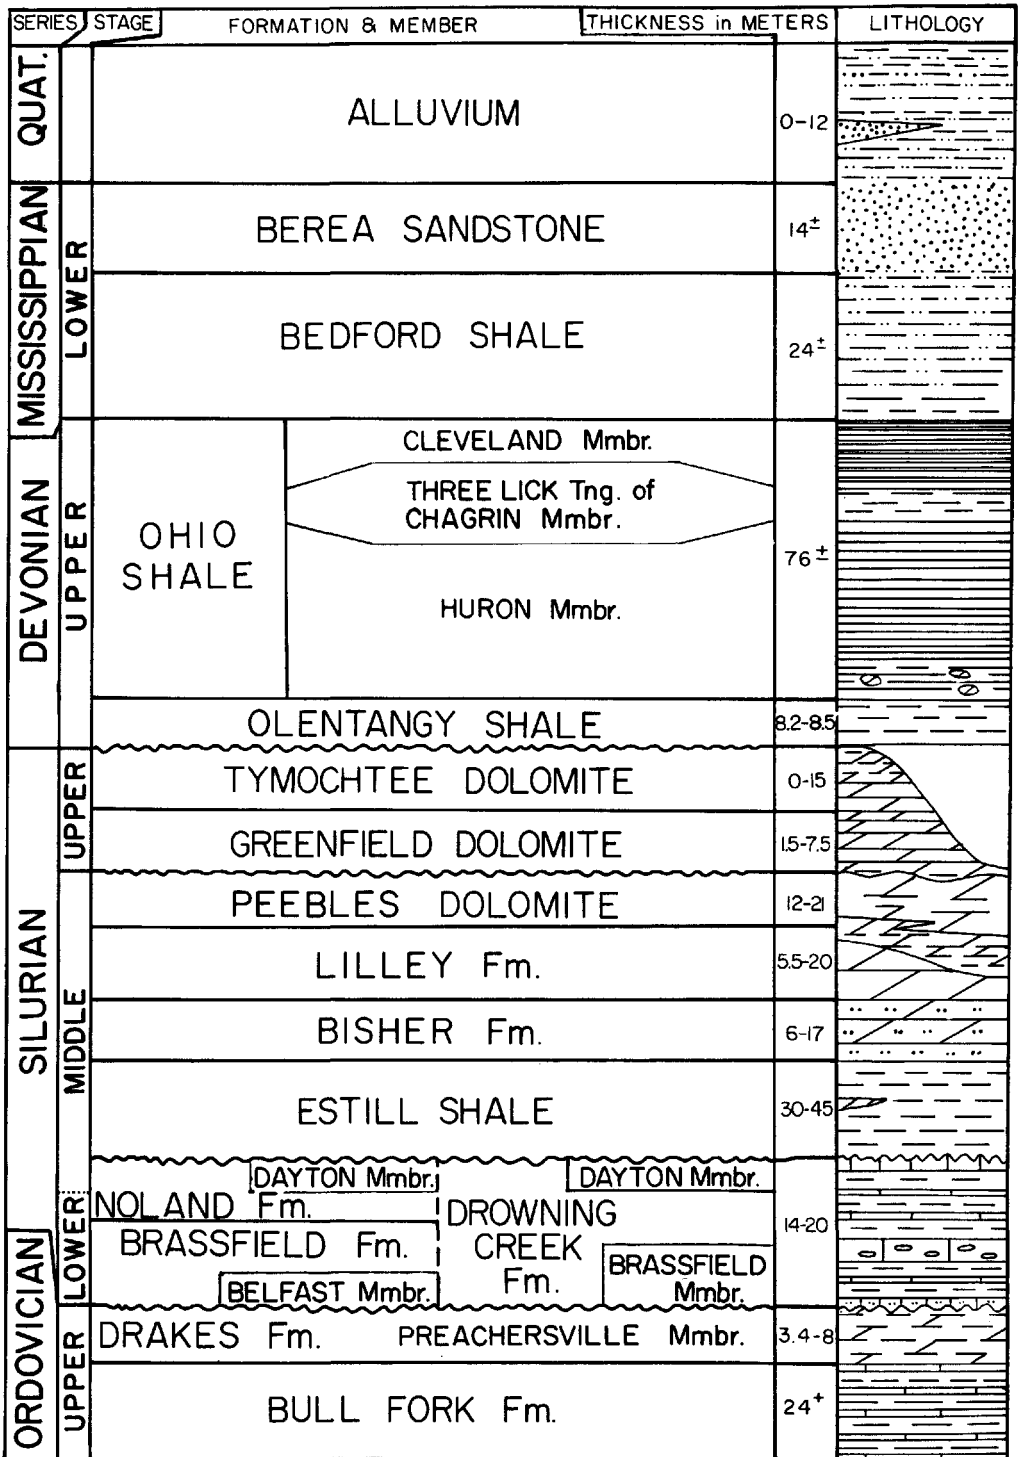 SERIES STAGE FORMATION & MEMBER THICKNESS in METERS LITHOLOGY
QUAT.
ALLUVIUM
0-12
MISSISSIPPIAN
LOWER
BEREA SANDSTONE
14±
BEDFORD SHALE
24±
DEVONIAN
UPPER
OHIO
SHALE
CLEVELAND Mmbr.
THREE LICK Tng. of
CHAGRIN Mmbr.
HURON Mmbr.
76±
OLENTANGY SHALE
8.2-8.5
SILURIAN
UPPER
TYMOCHTEE DOLOMITE
0-15
GREENFIELD DOLOMITE
1.5-7.5
MIDDLE
PEEBLES DOLOMITE
12-21
LILLEY Fm.
5.5-20
BISHER Fm.
6-17
ESTILL SHALE
30-45
LOWER
DAYTON Mmbr.
NOLAND Fm.
BRASSFIELD Fm.
BELFAST Mmbr.
DAYTON Mmbr.
DROWNING
CREEK
Fm.
BRASSFIELD
Mmbr.
14-20
ORDOVICIAN
UPPER
DRAKES Fm. PREACHERSVILLE Mmbr.
3.4-8
BULL FORK Fm.
24+